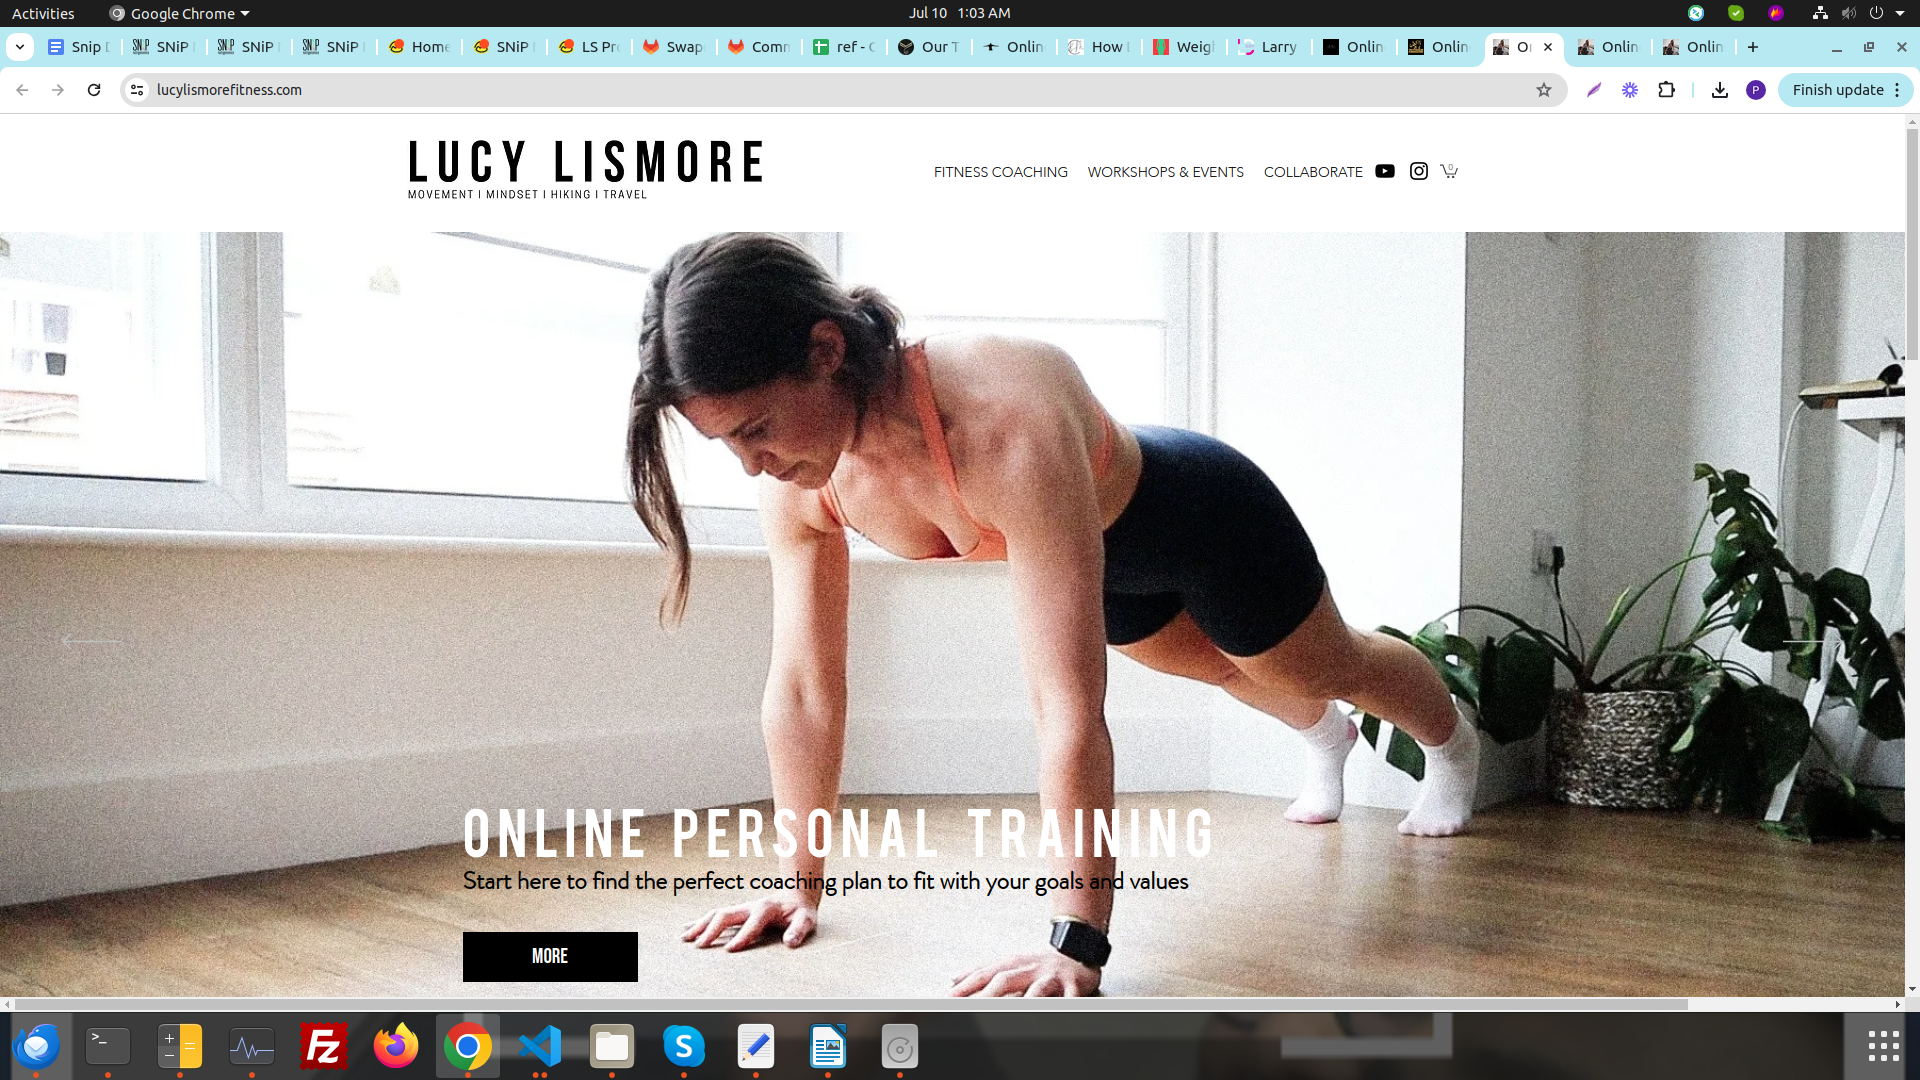 Activities
Google Chrome
Jul 10 1:03 AM
Snip D
SNiP
SNiP
SNiP
Home
SNiP
LS Pro
Swap
Comm
ref - C
Our T
Onlin
How
Weigl
Larry
Onlin
Onlin
O
Onlin
Onlin
lucylismorefitness.com
P
Finish update
LUCY LISMORE
MOVEMENT I MINDSET I HIKING I TRAVEL
FITNESS COACHING
WORKSHOPS & EVENTS
COLLABORATE
0
ONLINE PERSONAL TRAINING
Start here to find the perfect coaching plan to fit with your goals and values
MORE
>_
Fz
S